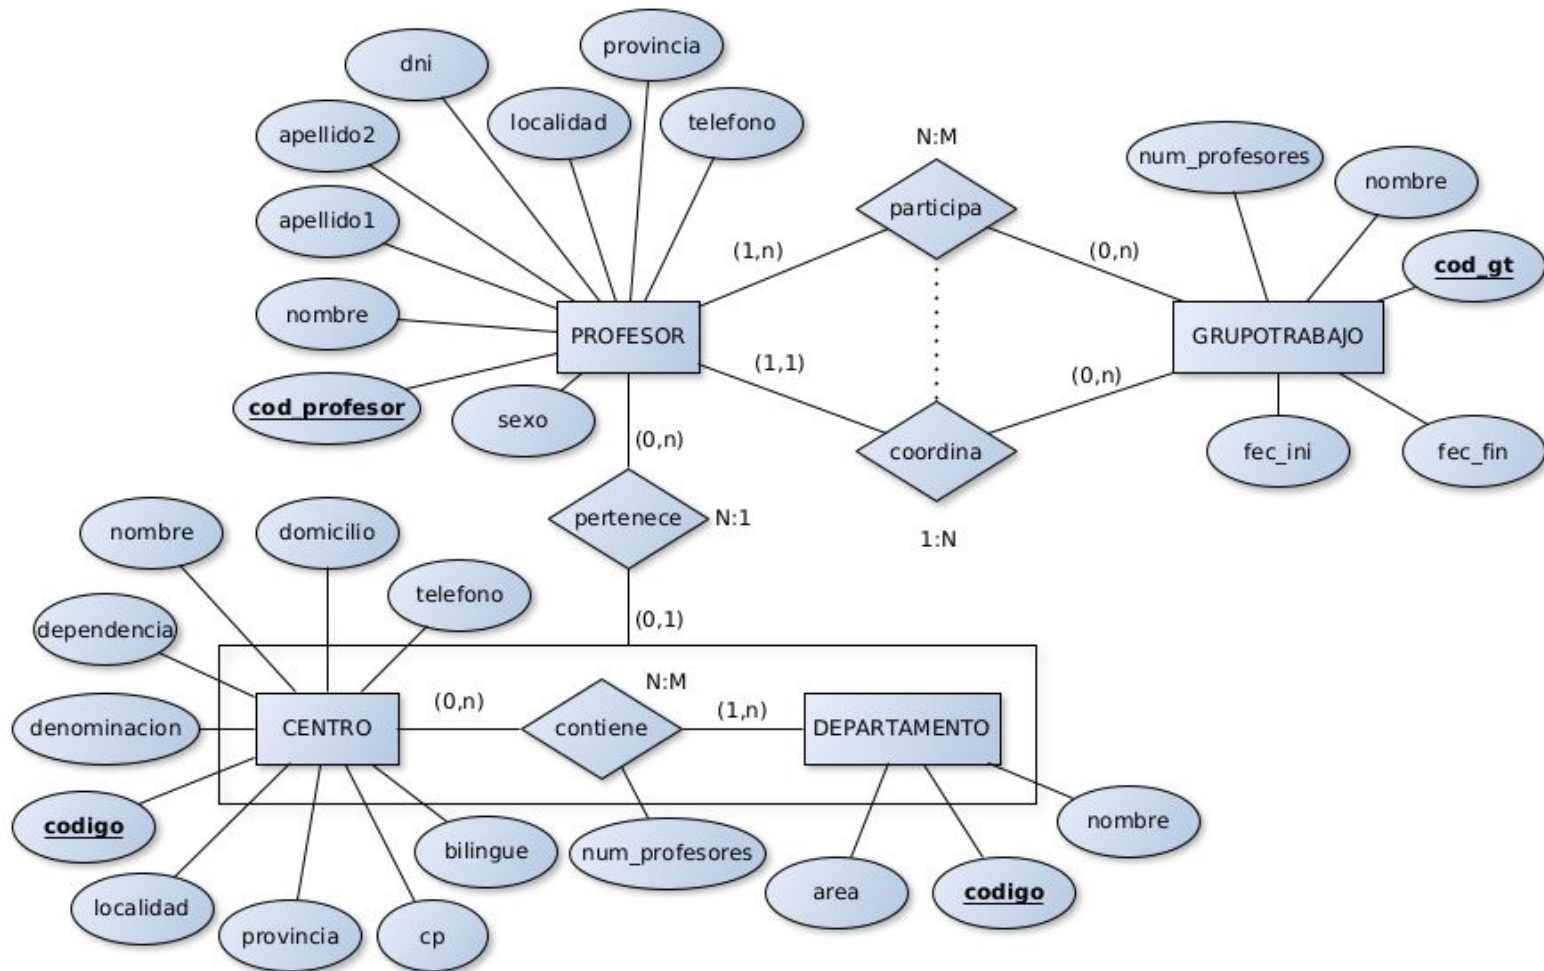 provincia
dni
localidad
telefono
apellido2
N:M
num_profesores
nombre
participa
apellido1
(1,n)
(0,n)
cod_gt
nombre
PROFESOR
GRUPOTRABAJO
(1,1)
(0,n)
cod_profesor
sexo
(0,n)
coordina
fec_ini
fec_fin
pertenece
N:1
1:N
nombre
domicilio
telefono
(0,1)
dependencia
N:M
(0,n)
(1,n)
denominacion
CENTRO
contiene
DEPARTAMENTO
codigo
bilingue
num_profesores
nombre
localidad
area
codigo
provincia
cp